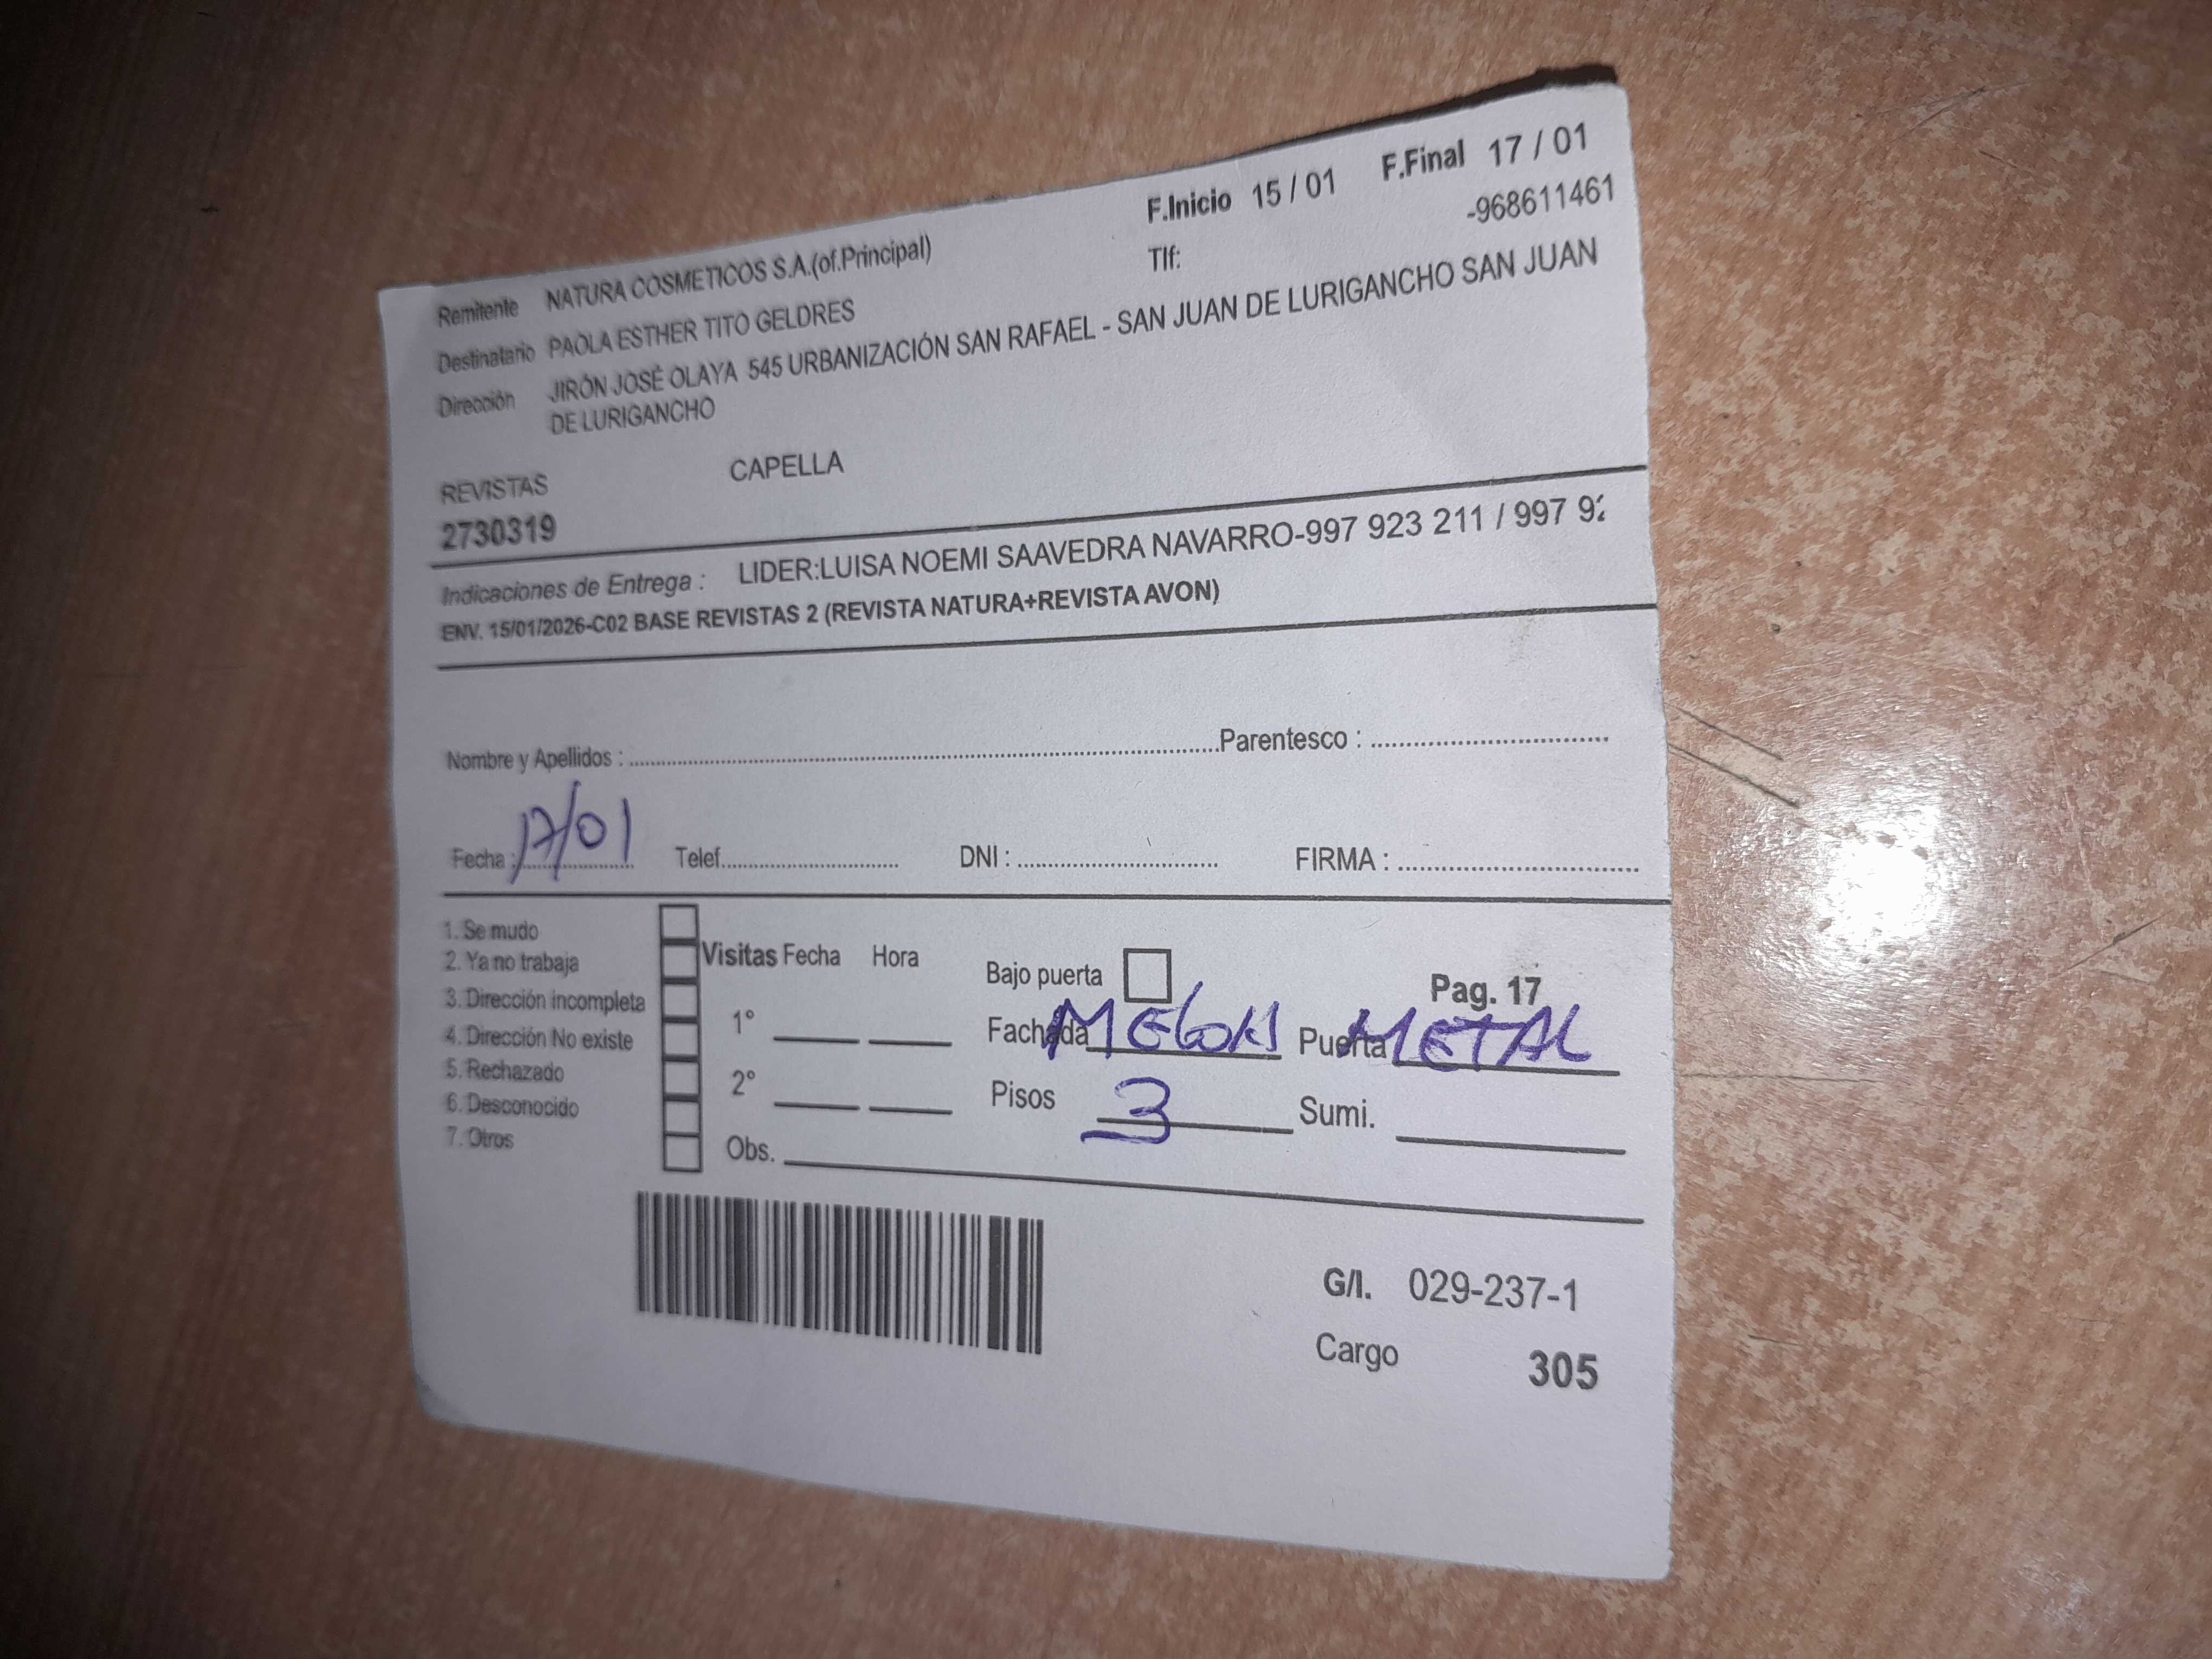 F.Inicio 15 / 01 F.Final 17 / 01
Remitente NATURA COSMETICOS S.A.(of.Principal) Tlf: -968611461
Destinatario PAOLA ESTHER TITO GELDRES
Dirección JIRÓN JOSÉ OLAYA 545 URBANIZACIÓN SAN RAFAEL - SAN JUAN DE LURIGANCHO SAN JUAN
DE LURIGANCHO
REVISTAS CAPELLA
2730319
Indicaciones de Entrega : LIDER:LUISA NOEMI SAAVEDRA NAVARRO-997 923 211 / 997 92
ENV. 15/01/2026-C02 BASE REVISTAS 2 (REVISTA NATURA+REVISTA AVON)
Nombre y Apellidos : Parentesco :
Fecha : 17/01 Telef. DNI : FIRMA :
1. Se mudo
2. Ya no trabaja Visitas Fecha Hora Bajo puerta Pag. 17
3. Dirección incompleta 1° Fachada MELON Puerta METAL
4. Dirección No existe
5. Rechazado 2° Pisos 3 Sumi.
6. Desconocido
7. Otros Obs.
G/I. 029-237-1
Cargo 305